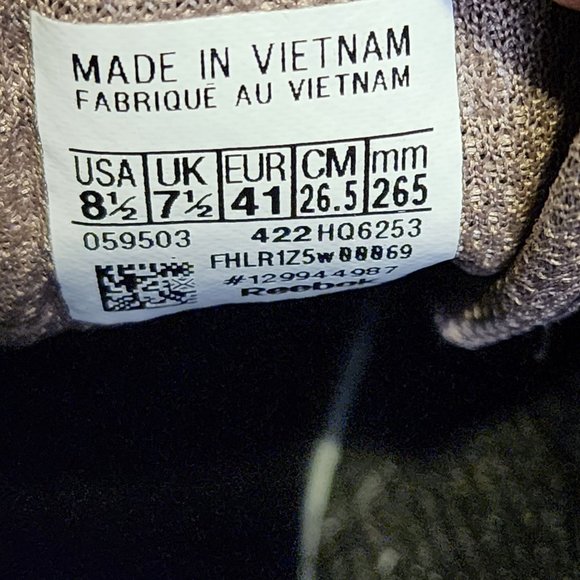 MADE IN VIETNAM
FABRIQUÉ AU VIETNAM
USA UK EUR CM mm
8½ 7½ 41 26.5 265
059503 422HQ6253
FHLR1Z5w00069
#129944987
Reebok